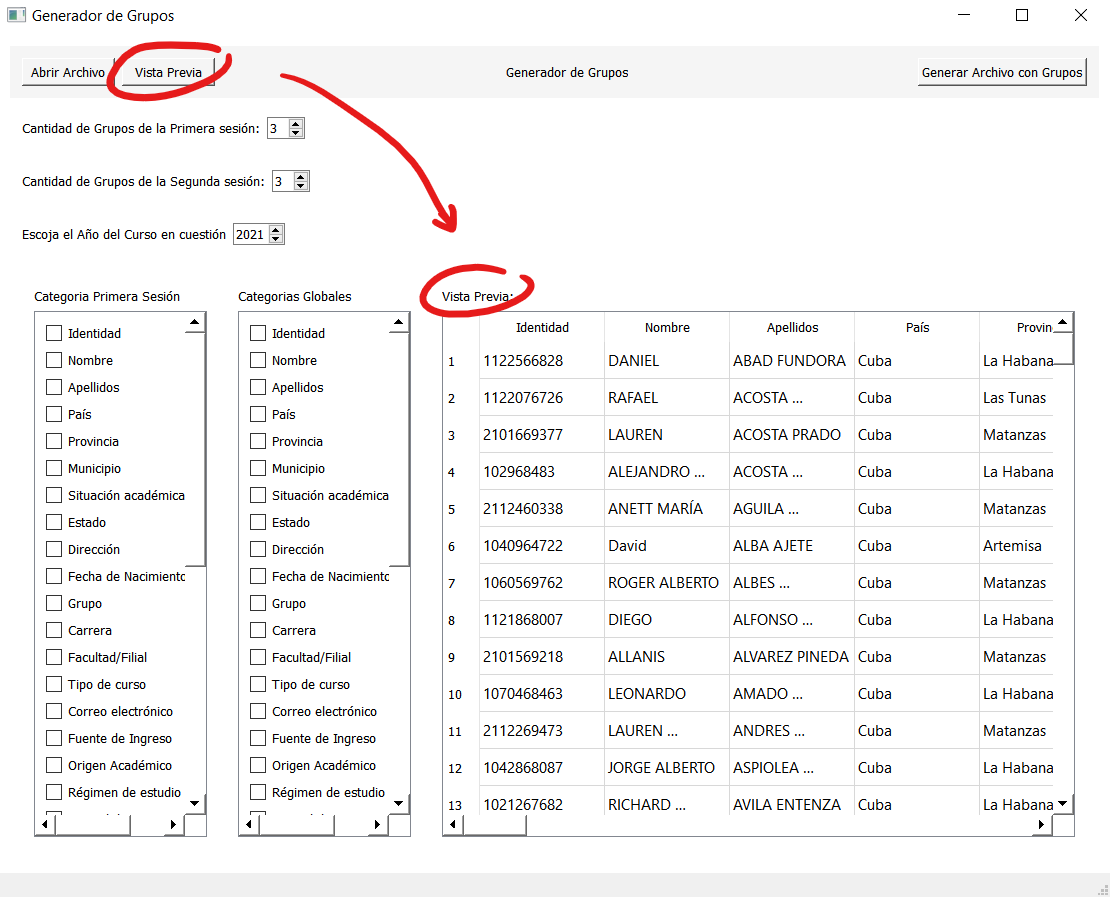 Generador de Grupos
Abrir Archivo Vista Previa Generador de Grupos Generar Archivo con Grupos
Cantidad de Grupos de la Primera sesión: 3
Cantidad de Grupos de la Segunda sesión: 3
Escoja el Año del Curso en cuestión 2021
Categoria Primera Sesión
Identidad
Nombre
Apellidos
País
Provincia
Municipio
Situación académica
Estado
Dirección
Fecha de Nacimiento
Grupo
Carrera
Facultad/Filial
Tipo de curso
Correo electrónico
Fuente de Ingreso
Origen Académico
Régimen de estudio
Categorias Globales
Identidad
Nombre
Apellidos
País
Provincia
Municipio
Situación académica
Estado
Dirección
Fecha de Nacimiento
Grupo
Carrera
Facultad/Filial
Tipo de curso
Correo electrónico
Fuente de Ingreso
Origen Académico
Régimen de estudio
Vista Previa:
Identidad Nombre Apellidos País Provin
1 1122566828 DANIEL ABAD FUNDORA Cuba La Habana
2 1122076726 RAFAEL ACOSTA ... Cuba Las Tunas
3 2101669377 LAUREN ACOSTA PRADO Cuba Matanzas
4 102968483 ALEJANDRO ... ACOSTA ... Cuba La Habana
5 2112460338 ANETT MARÍA AGUILA ... Cuba Matanzas
6 1040964722 David ALBA AJETE Cuba Artemisa
7 1060569762 ROGER ALBERTO ALBES ... Cuba Matanzas
8 1121868007 DIEGO ALFONSO ... Cuba La Habana
9 2101569218 ALLANIS ALVAREZ PINEDA Cuba Matanzas
10 1070468463 LEONARDO AMADO ... Cuba La Habana
11 2112269473 LAUREN ... ANDRES ... Cuba Matanzas
12 1042868087 JORGE ALBERTO ASPIOLEA ... Cuba La Habana
13 1021267682 RICHARD ... AVILA ENTENZA Cuba La Habana